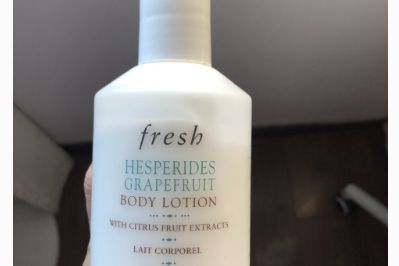 fresh
HESPERIDES
GRAPEFRUIT
BODY LOTION
WITH CITRUS FRUIT EXTRACTS
LAIT CORPOREL